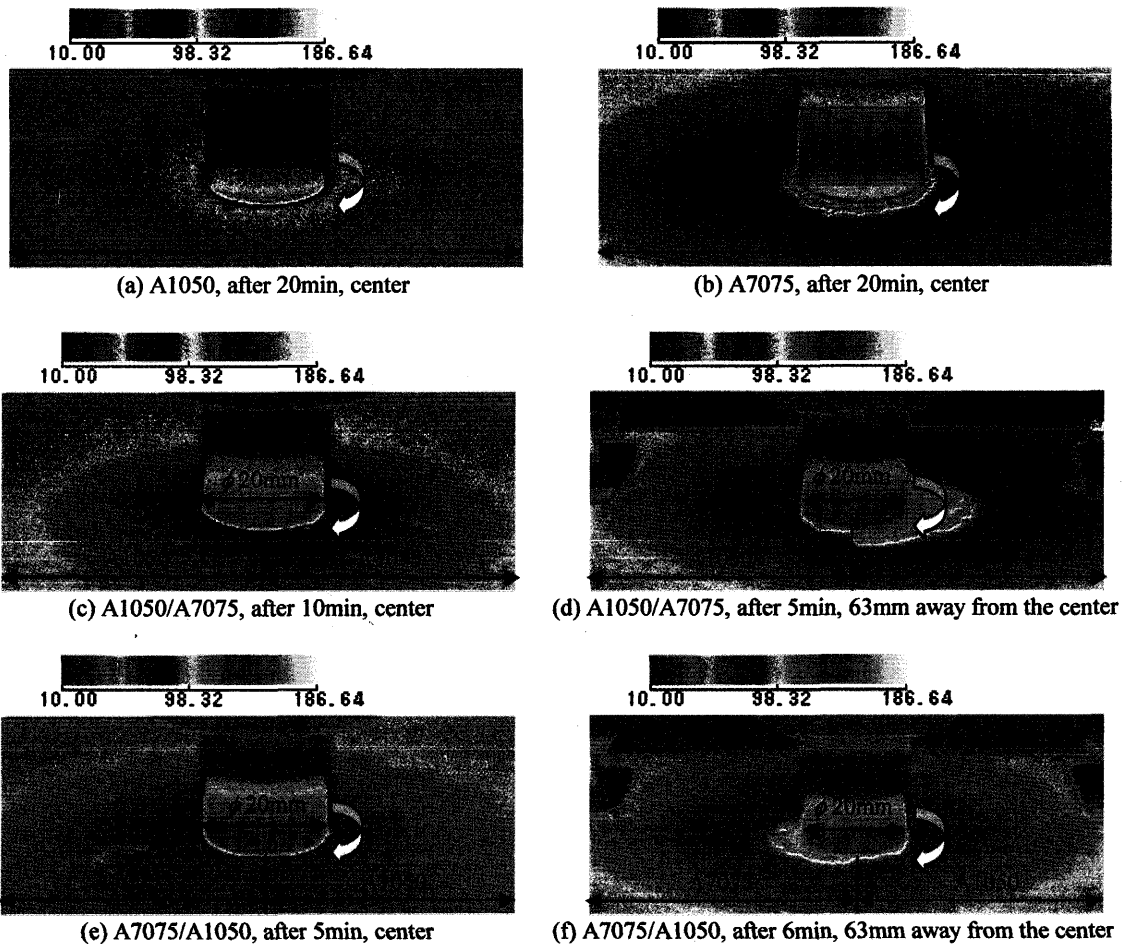 10.00 98.32 186.64
10.00 98.32 186.64
(a) A1050, after 20min, center
(b) A7075, after 20min, center
10.00 98.32 186.64
10.00 98.32 186.64
ϕ20mm
ϕ20mm
(c) A1050/A7075, after 10min, center
(d) A1050/A7075, after 5min, 63mm away from the center
10.00 98.32 186.64
10.00 98.32 186.64
ϕ20mm
ϕ20mm
(e) A7075/A1050, after 5min, center
(f) A7075/A1050, after 6min, 63mm away from the center